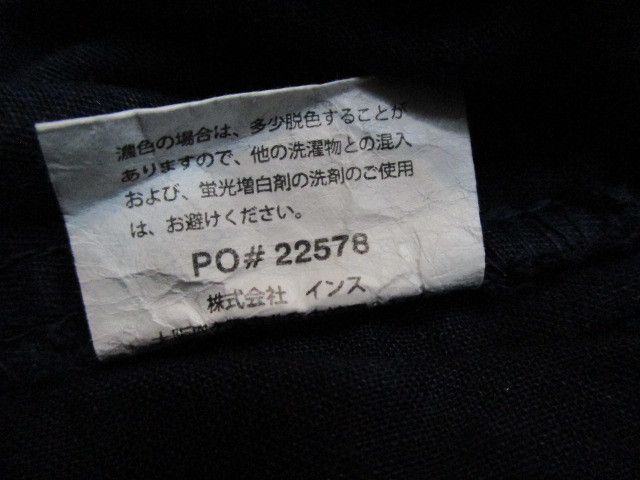 濃色の場合は、多少脱色することが
ありますので、他の洗濯物との混入
および、蛍光増白剤の洗剤のご使用
は、お避けください。
PO# 22578
株式会社 インス